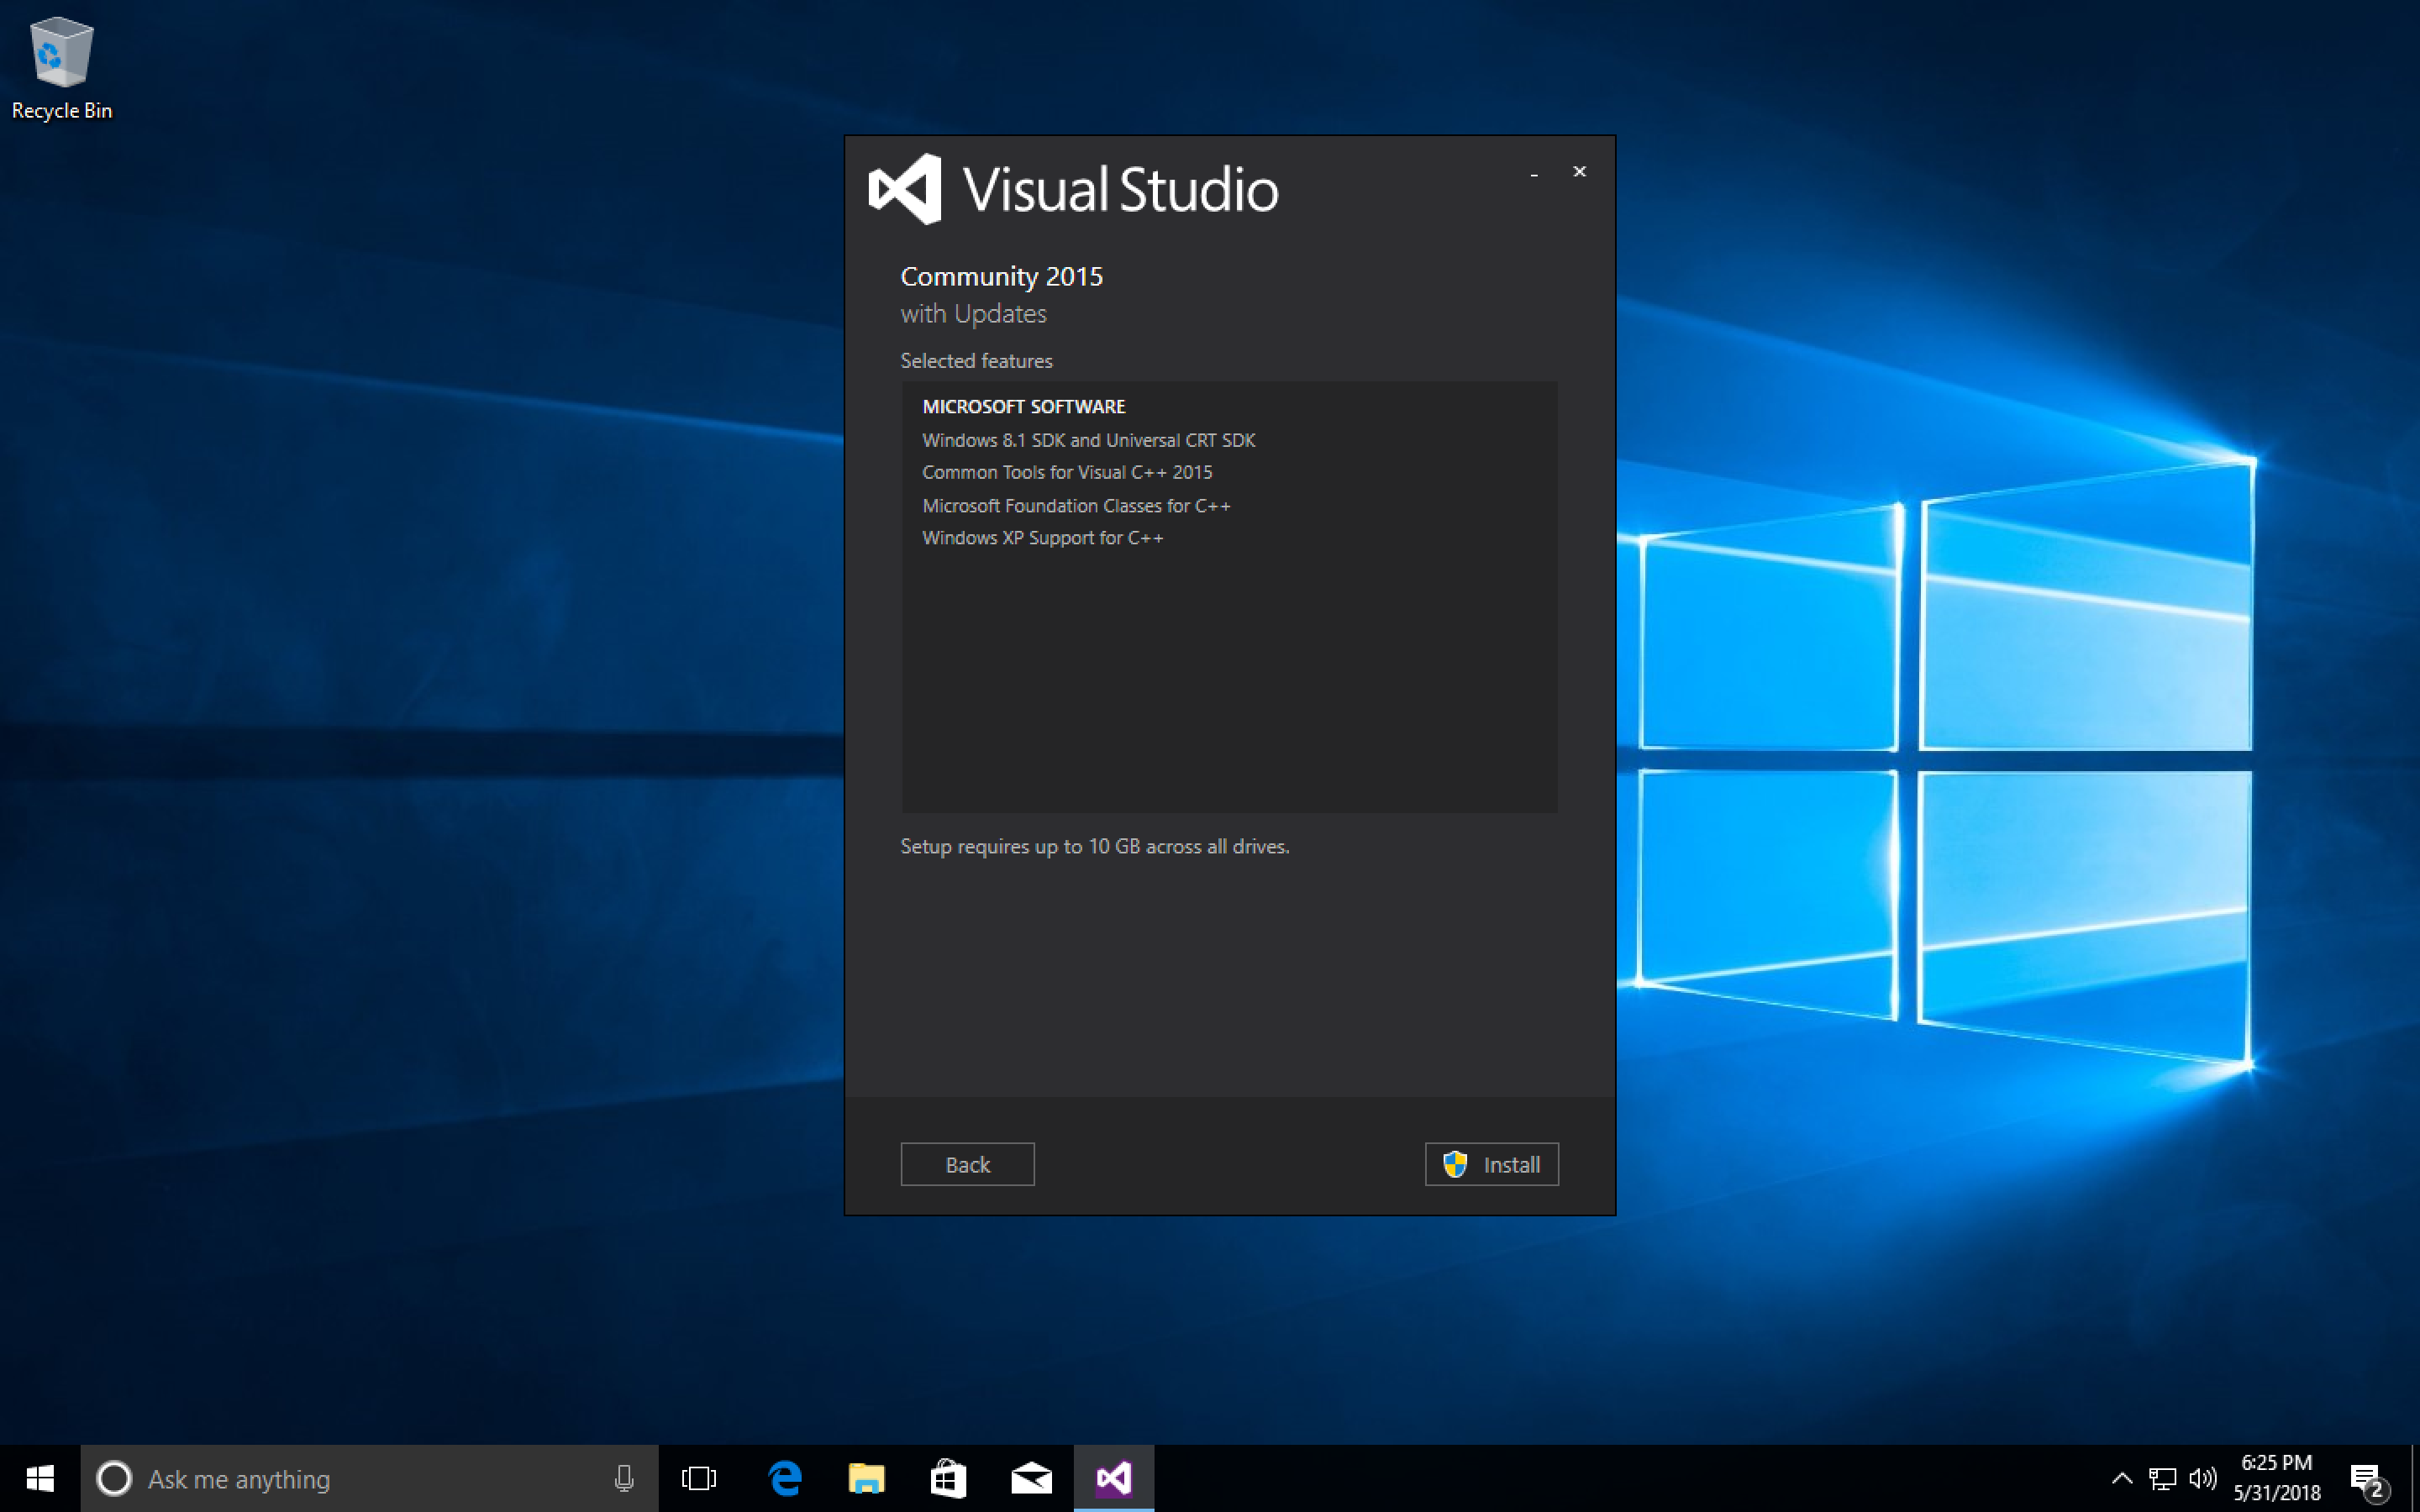 Recycle Bin
Visual Studio
Community 2015
with Updates
Selected features
MICROSOFT SOFTWARE
Windows 8.1 SDK and Universal CRT SDK
Common Tools for Visual C++ 2015
Microsoft Foundation Classes for C++
Windows XP Support for C++
Setup requires up to 10 GB across all drives.
Back
Install
Ask me anything
6:25 PM
5/31/2018
2